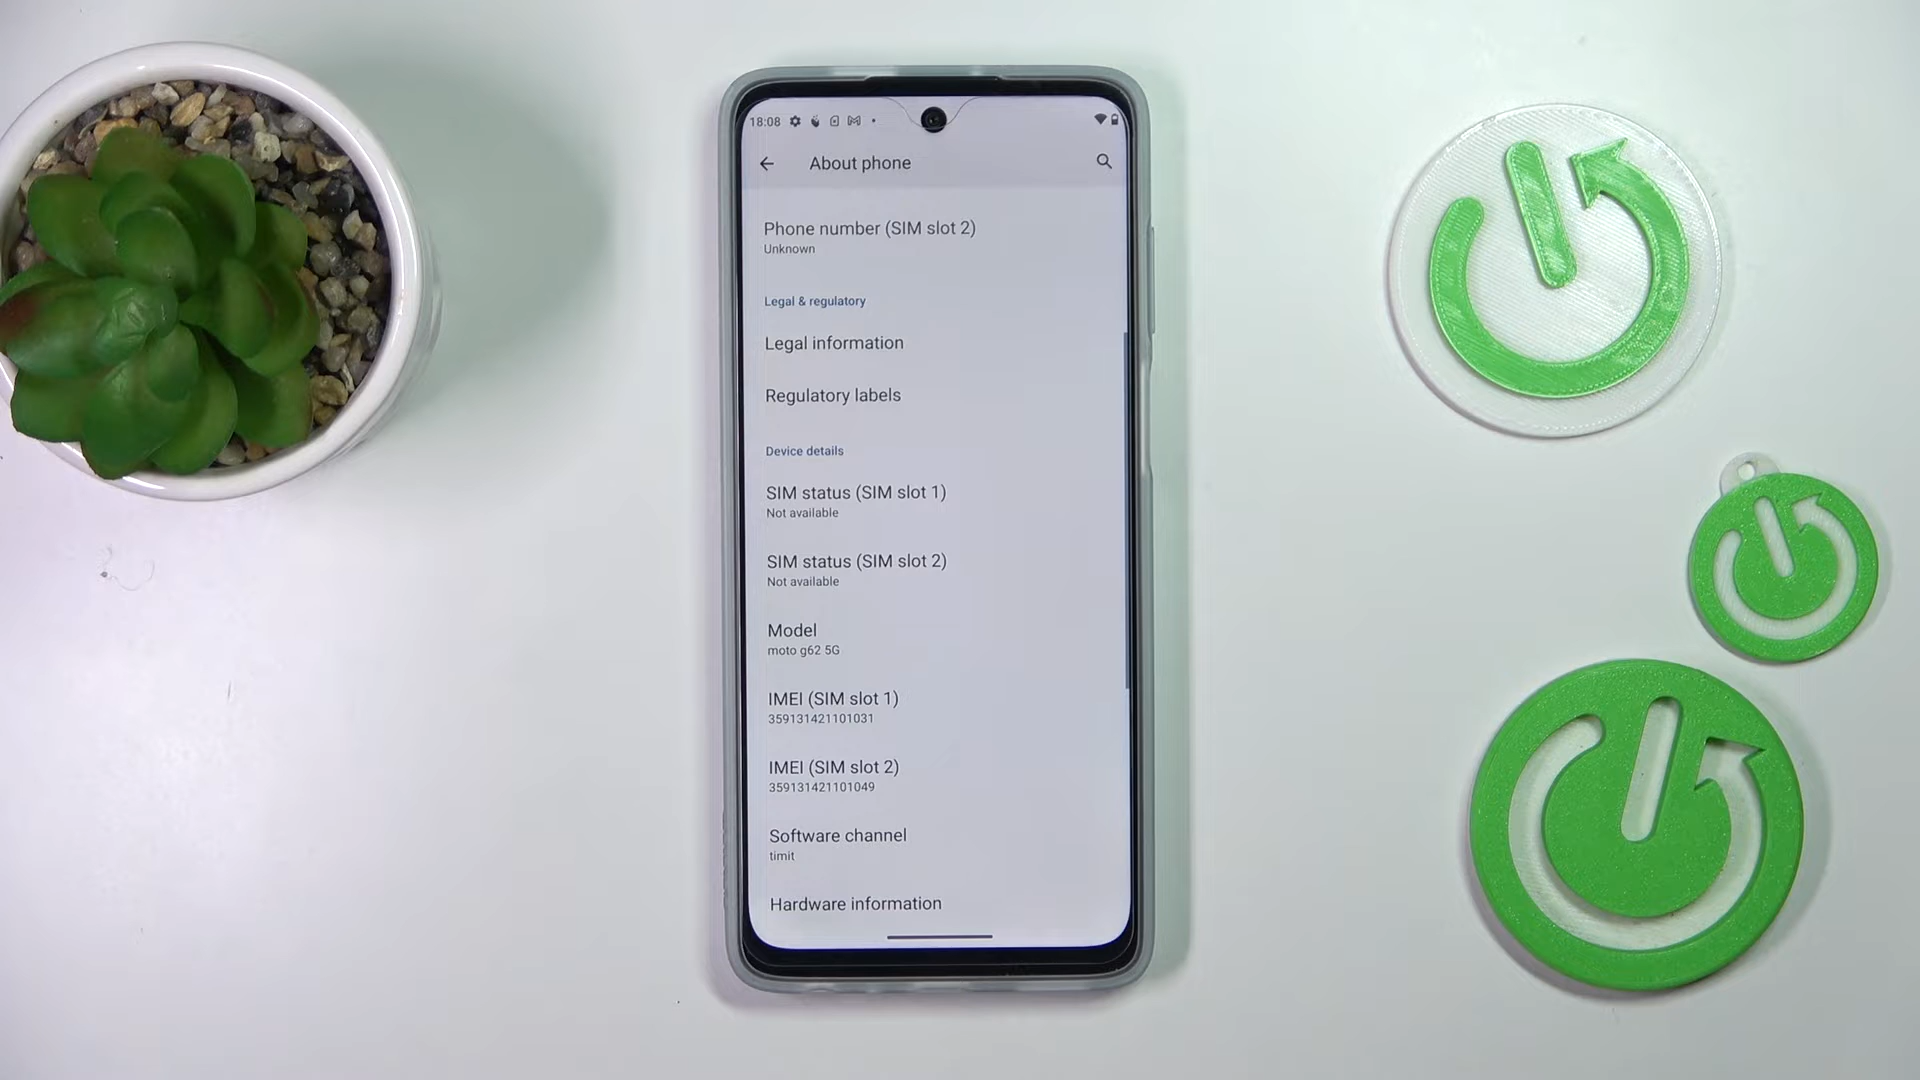 18:08
About phone
Phone number (SIM slot 2)
Unknown
Legal & regulatory
Legal information
Regulatory labels
Device details
SIM status (SIM slot 1)
Not available
SIM status (SIM slot 2)
Not available
Model
moto g62 5G
IMEI (SIM slot 1)
359131421101031
IMEI (SIM slot 2)
359131421101049
Software channel
timit
Hardware information